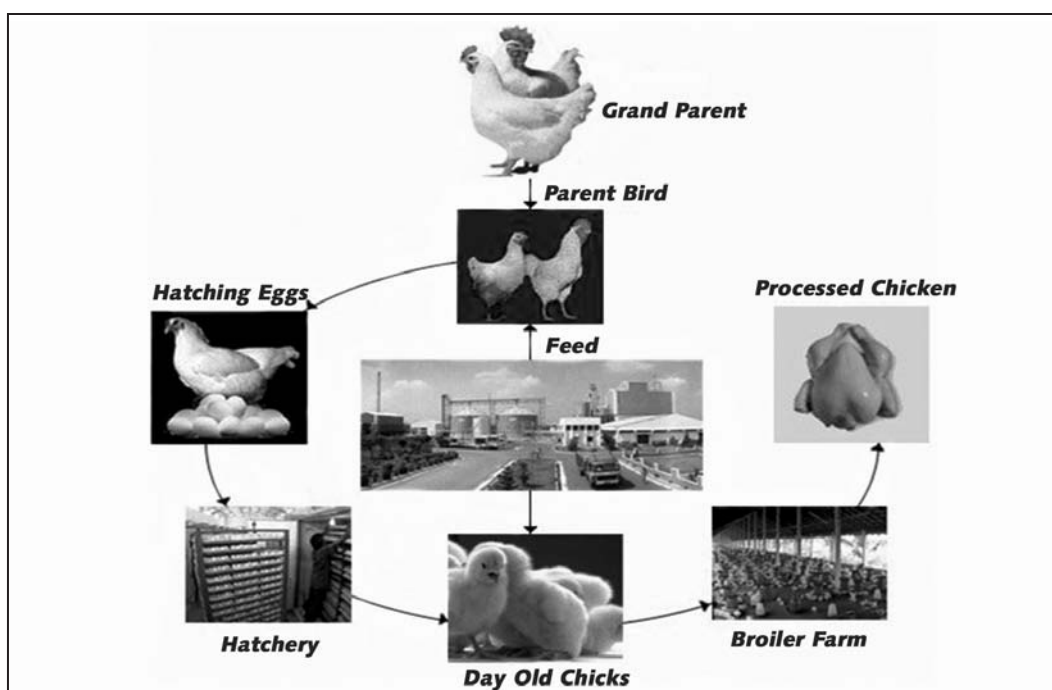 Grand Parent
Parent Bird
Hatching Eggs
Processed Chicken
Feed
Hatchery
Day Old Chicks
Broiler Farm